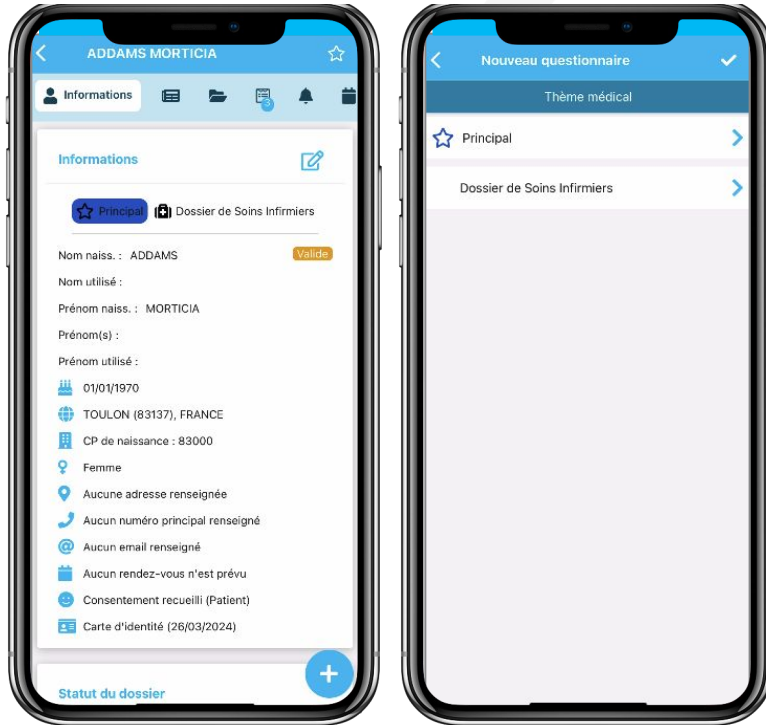 ADDAMS MORTICIA
Informations
3
Informations
Principal Dossier de Soins Infirmiers
Nom naiss. : ADDAMS Valide
Nom utilisé :
Prénom naiss. : MORTICIA
Prénom(s) :
Prénom utilisé :
01/01/1970
TOULON (83137), FRANCE
CP de naissance : 83000
Femme
Aucune adresse renseignée
Aucun numéro principal renseigné
Aucun email renseigné
Aucun rendez-vous n'est prévu
Consentement recueilli (Patient)
Carte d'identité (26/03/2024)
Statut du dossier
Nouveau questionnaire
Thème médical
Principal
Dossier de Soins Infirmiers